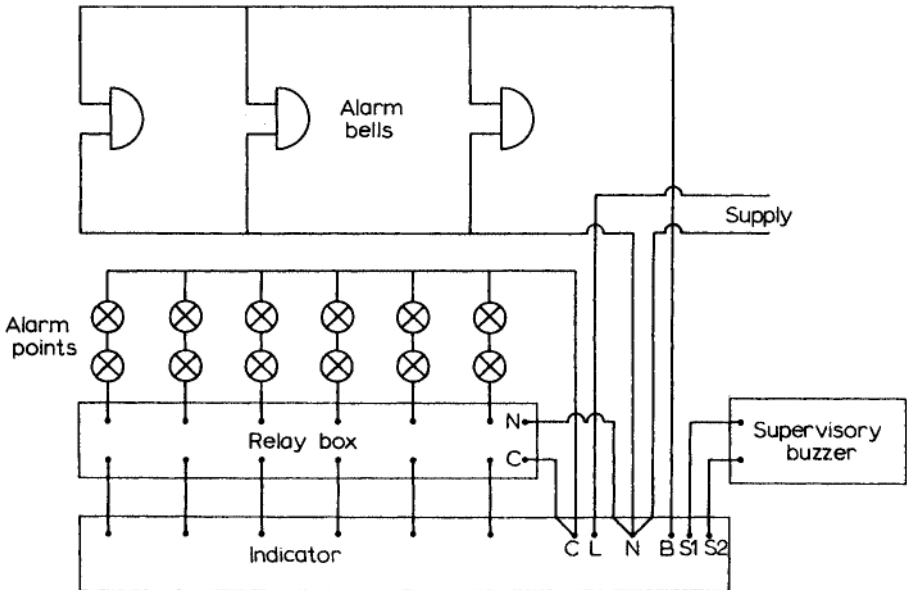 Alarm
bells
Supply
Alarm
points
N
Relay box
C
Supervisory
buzzer
Indicator
C L N B S1 S2